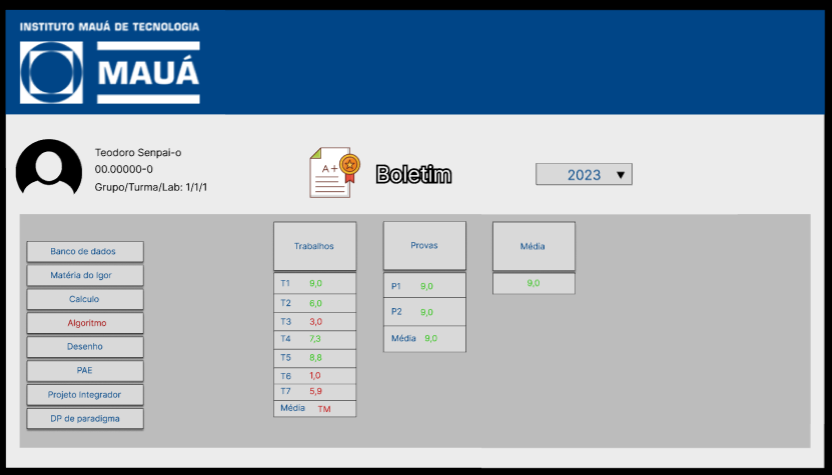 INSTITUTO MAUÁ DE TECNOLOGIA
MAUÁ
Teodoro Senpai-o
00.00000-0
Grupo/Turma/Lab: 1/1/1
A+
Boletim
2023
Banco de dados
Matéria do Igor
Calculo
Algoritmo
Desenho
PAE
Projeto integrador
DP de paradigma
Trabalhos
T1 9,0
T2 6,0
T3 3,0
T4 7,3
T5 8,8
T6 1,0
T7 5,9
Média TM
Provas
P1 9,0
P2 9,0
Média 9,0
Média
9,0